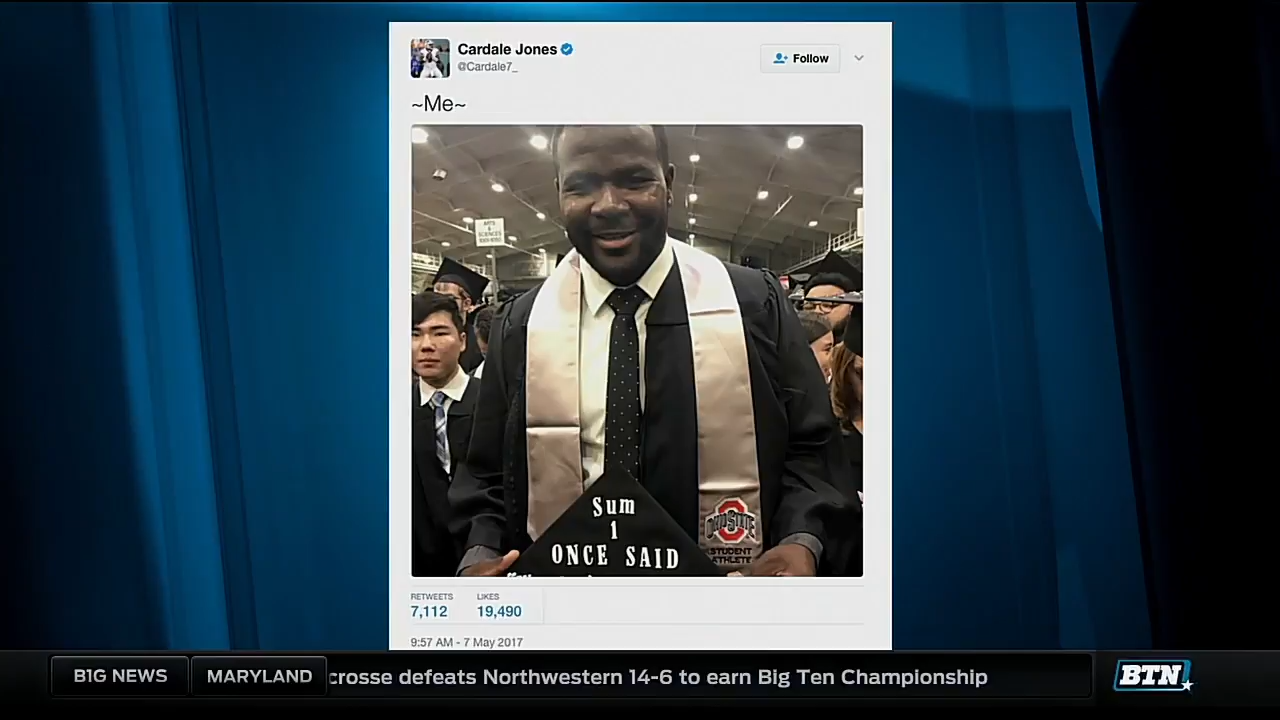 Cardale Jones
@Cardale7_
Follow
~Me~
ARTS
&
SCIENCES
Sum
1
ONCE SAID
OHIO STATE
STUDENT
ATHLETE
RETWEETS
LIKES
7,112
19,490
9:57 AM - 7 May 2017
B1G NEWS
MARYLAND
crosse defeats Northwestern 14-6 to earn Big Ten Championship
BTN